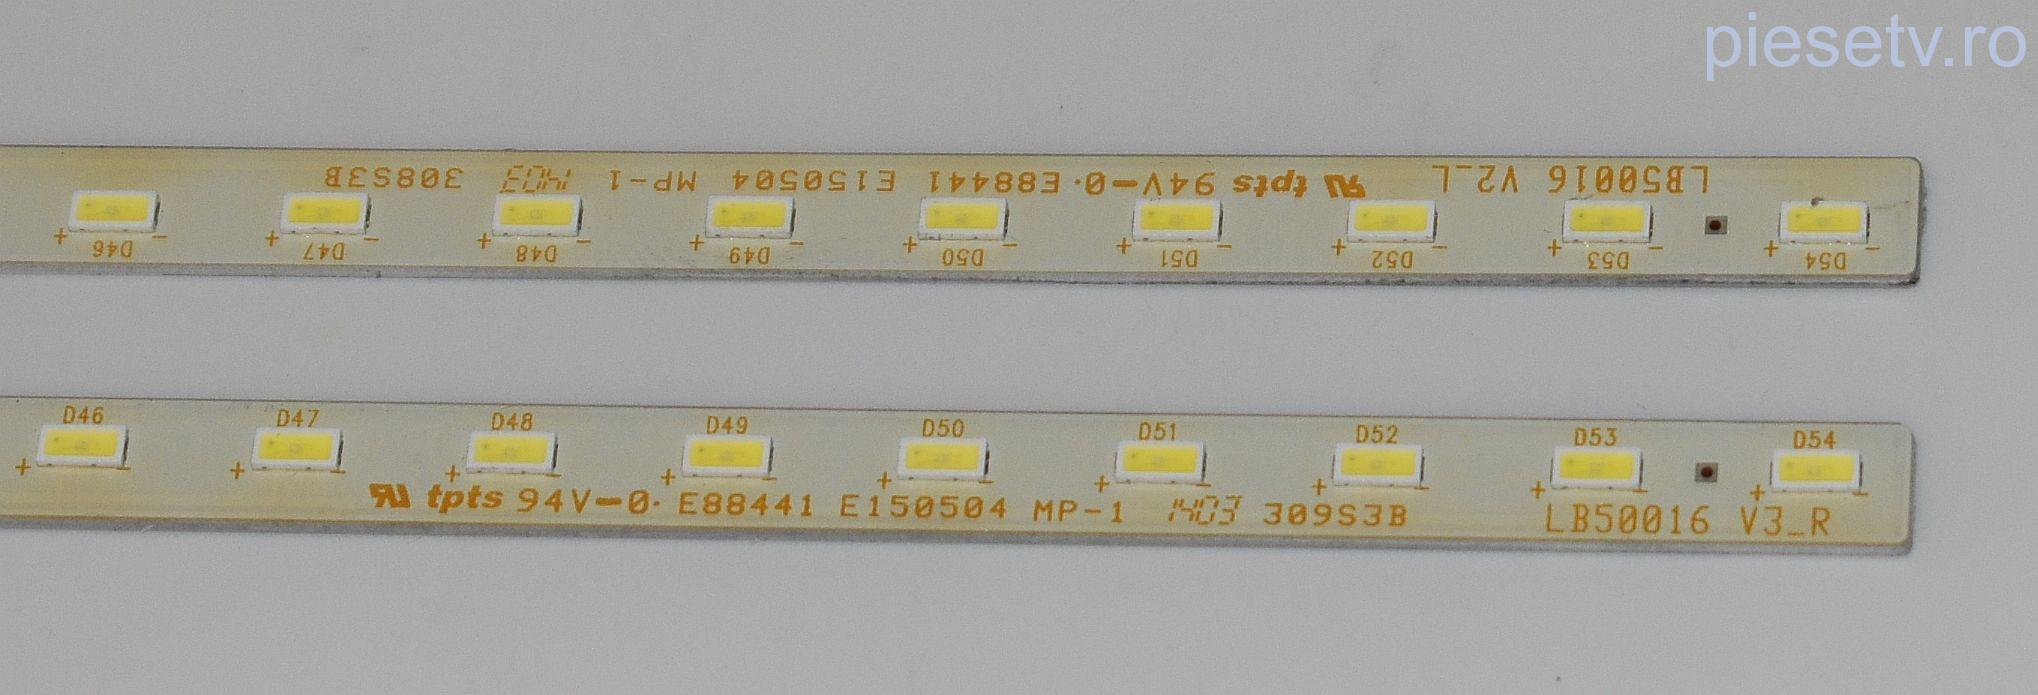 piesetv.ro
LB50016 V2_L tpts 94V-0· E88441 E150504 MP-1 1403 308S3B
D54 D53 D52 D51 D50 D49 D48 D47 D46
D46 D47 D48 D49 D50 D51 D52 D53 D54
tpts 94V-0· E88441 E150504 MP-1 1403 309S3B LB50016 V3_R